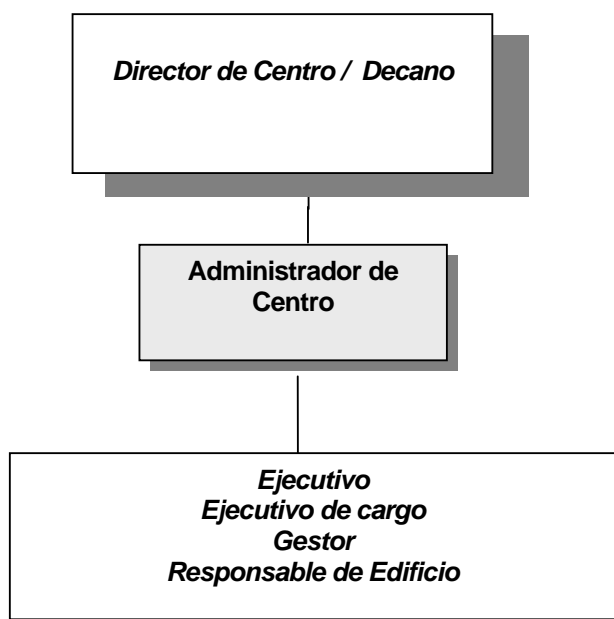 Director de Centro / Decano
Administrador de
Centro
Ejecutivo
Ejecutivo de cargo
Gestor
Responsable de Edificio